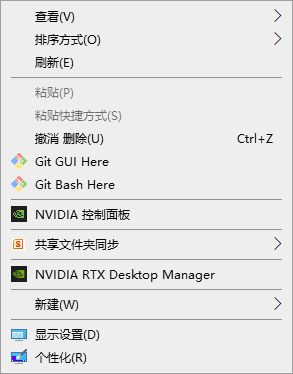 查看(V)
排序方式(O)
刷新(E)
粘贴(P)
粘贴快捷方式(S)
撤消 删除(U) Ctrl+Z
Git GUI Here
Git Bash Here
NVIDIA 控制面板
共享文件夹同步
NVIDIA RTX Desktop Manager
新建(W)
显示设置(D)
个性化(R)